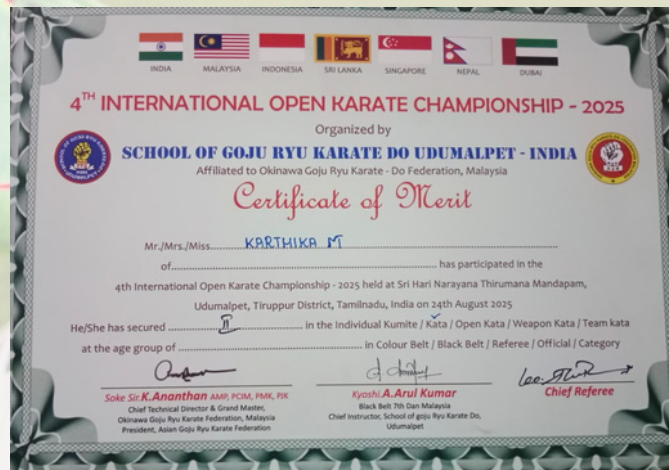 INDIA MALAYSIA INDONESIA SRI LANKA SINGAPORE NEPAL DUBAI
4TH INTERNATIONAL OPEN KARATE CHAMPIONSHIP - 2025
Organized by
SCHOOL OF GOJU RYU KARATE DO UDUMALPET - INDIA
Affiliated to Okinawa Goju Ryu Karate - Do Federation, Malaysia
Certificate of Merit
Mr./Mrs./Miss. KARTHIKA M
of has participated in the
4th International Open Karate Championship - 2025 held at Sri Hari Narayana Thirumana Mandapam,
Udumalpet, Tiruppur District, Tamilnadu, India on 24th August 2025
He/She has secured II in the Individual Kumite / Kata / Open Kata / Weapon Kata / Team kata
at the age group of in Colour Belt / Black Belt / Referee / Official / Category
Soke Sir.K.Ananthan AMP, PCIM, PMK, PJK
Chief Technical Director & Grand Master,
Okinawa Goju Ryu Karate Federation, Malaysia
President, Asian Goju Ryu Karate Federation
Kyoshi.A.Arul Kumar
Black Belt 7th Dan Malaysia
Chief Instructor, School of goju Ryu Karate Do,
Udumalpet
Chief Referee